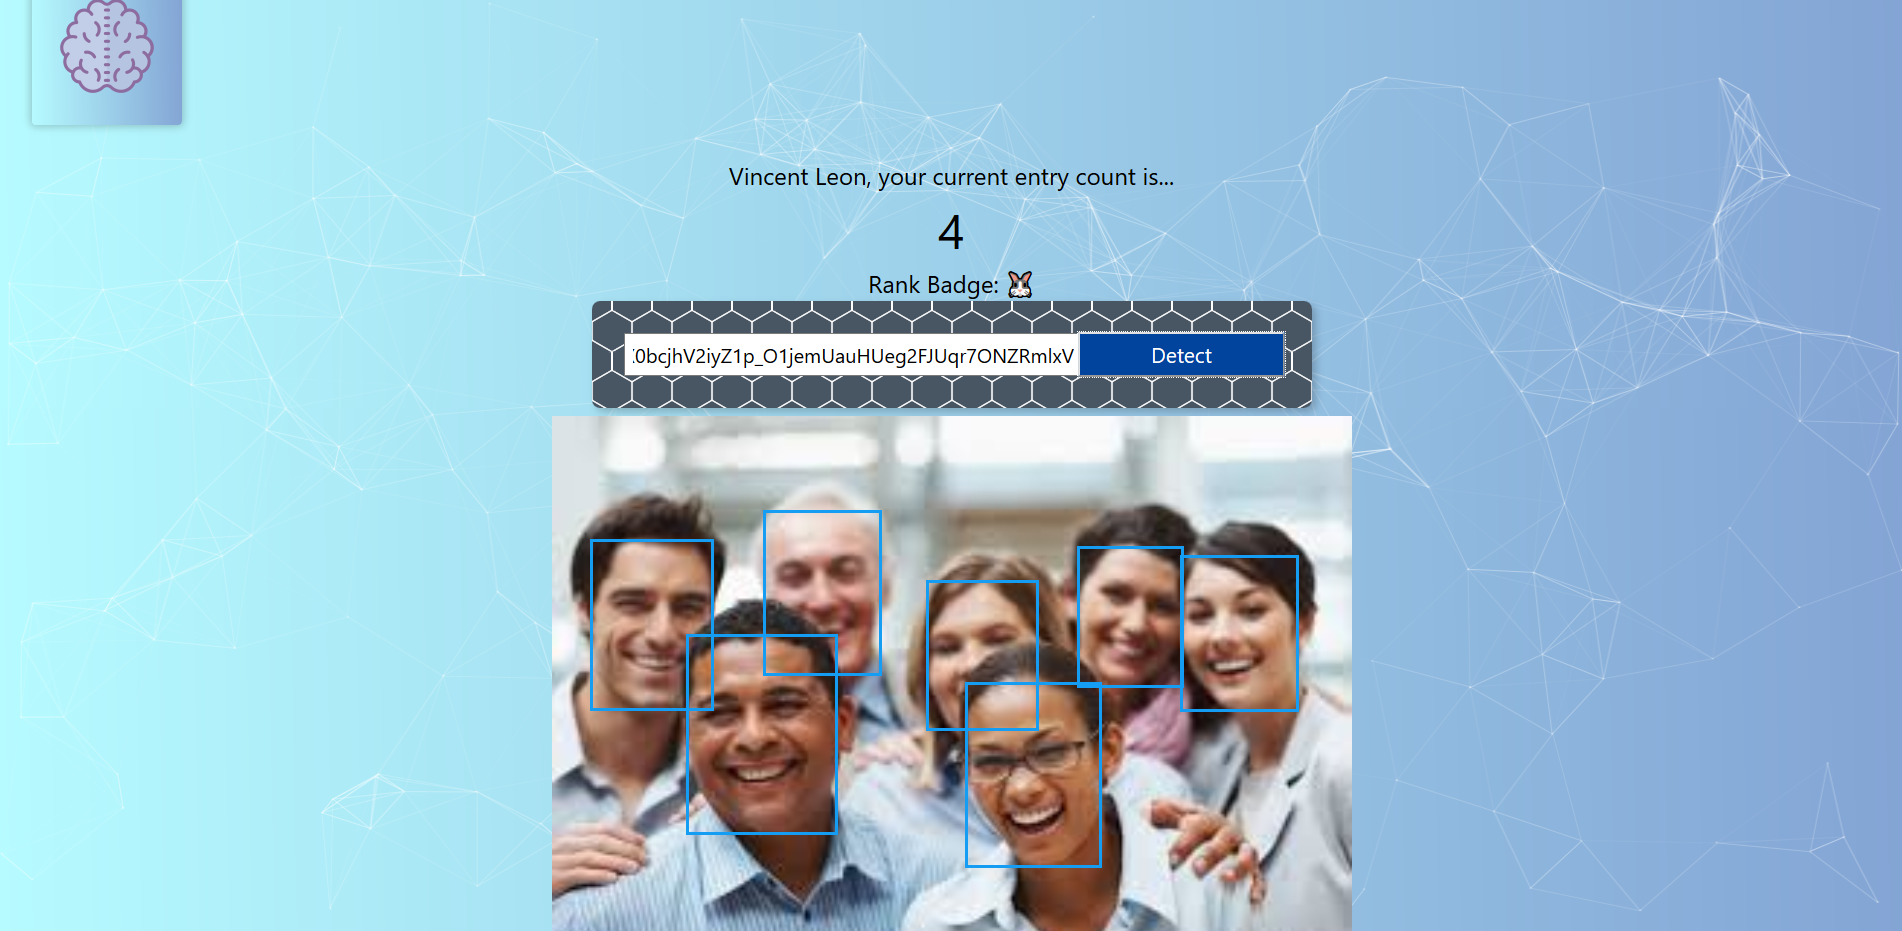 Vincent Leon, your current entry count is...
4
Rank Badge:
0bcjhV2iyZ1p_O1jemUauHUeg2FJUqr7ONZRmlxV
Detect